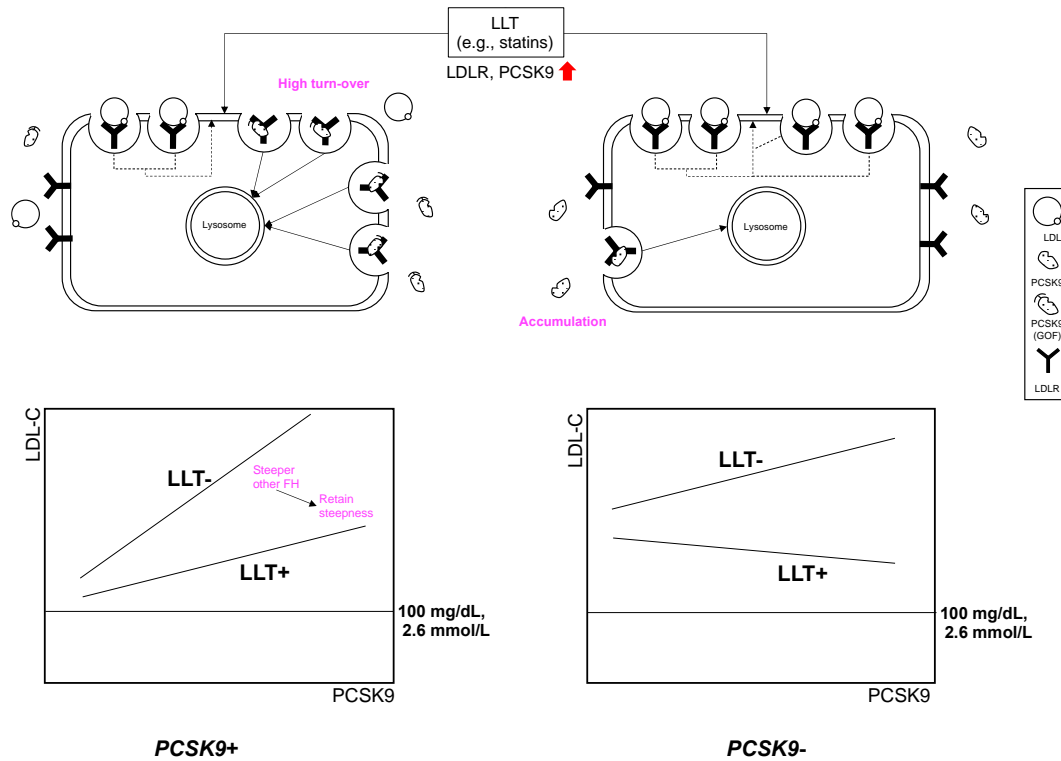 LLT
(e.g., statins)
LDLR, PCSK9
High turn-over
Lysosome
Lysosome
Accumulation
LDL
PCSK9
PCSK9
(GOF)
LDLR
LDL-C
LLT-
Steeper
other FH
Retain
steepness
LLT+
100 mg/dL,
2.6 mmol/L
PCSK9
PCSK9+
LDL-C
LLT-
LLT+
100 mg/dL,
2.6 mmol/L
PCSK9
PCSK9-